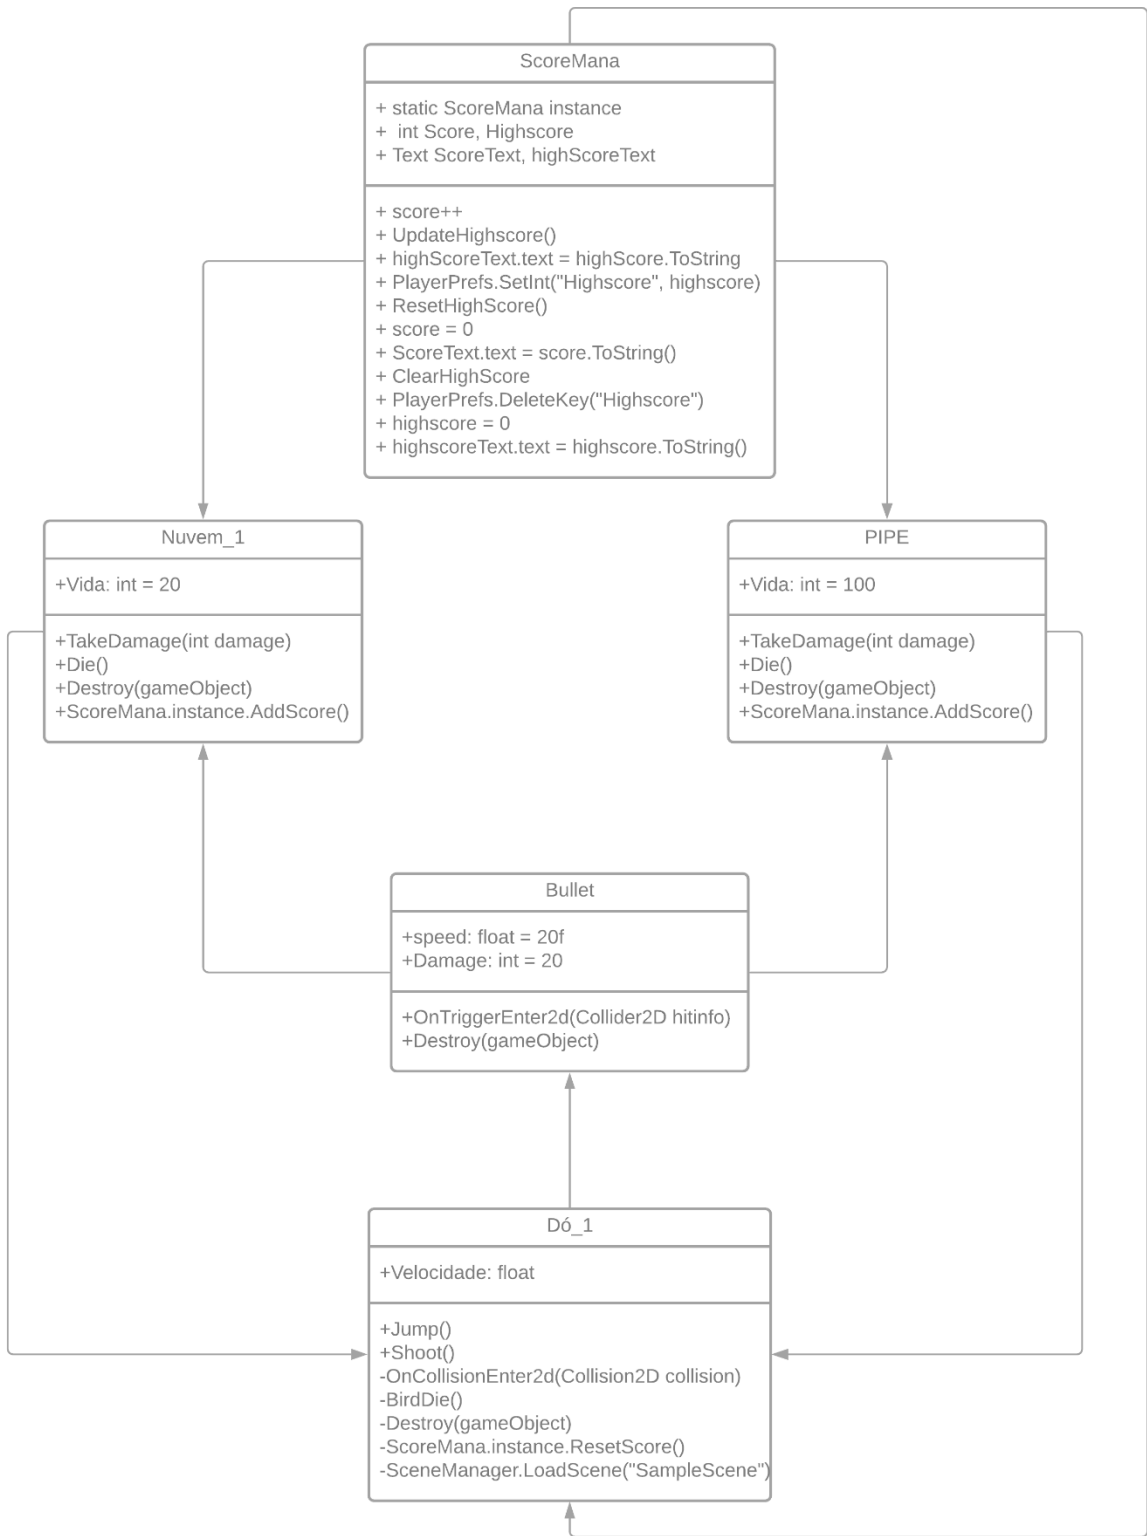 ScoreMana
+ static ScoreMana instance
+  int Score, Highscore
+ Text ScoreText, highScoreText
+ score++
+ UpdateHighscore()
+ highScoreText.text = highScore.ToString
+ PlayerPrefs.SetInt("Highscore", highscore)
+ ResetHighScore()
+ score = 0
+ ScoreText.text = score.ToString()
+ ClearHighScore
+ PlayerPrefs.DeleteKey("Highscore")
+ highscore = 0
+ highscoreText.text = highscore.ToString()
Nuvem_1
+Vida: int = 20
+TakeDamage(int damage)
+Die()
+Destroy(gameObject)
+ScoreMana.instance.AddScore()
PIPE
+Vida: int = 100
+TakeDamage(int damage)
+Die()
+Destroy(gameObject)
+ScoreMana.instance.AddScore()
Bullet
+speed: float = 20f
+Damage: int = 20
+OnTriggerEnter2d(Collider2D hitinfo)
+Destroy(gameObject)
Dó_1
+Velocidade: float
+Jump()
+Shoot()
-OnCollisionEnter2d(Collision2D collision)
-BirdDie()
-Destroy(gameObject)
-ScoreMana.instance.ResetScore()
-SceneManager.LoadScene("SampleScene")